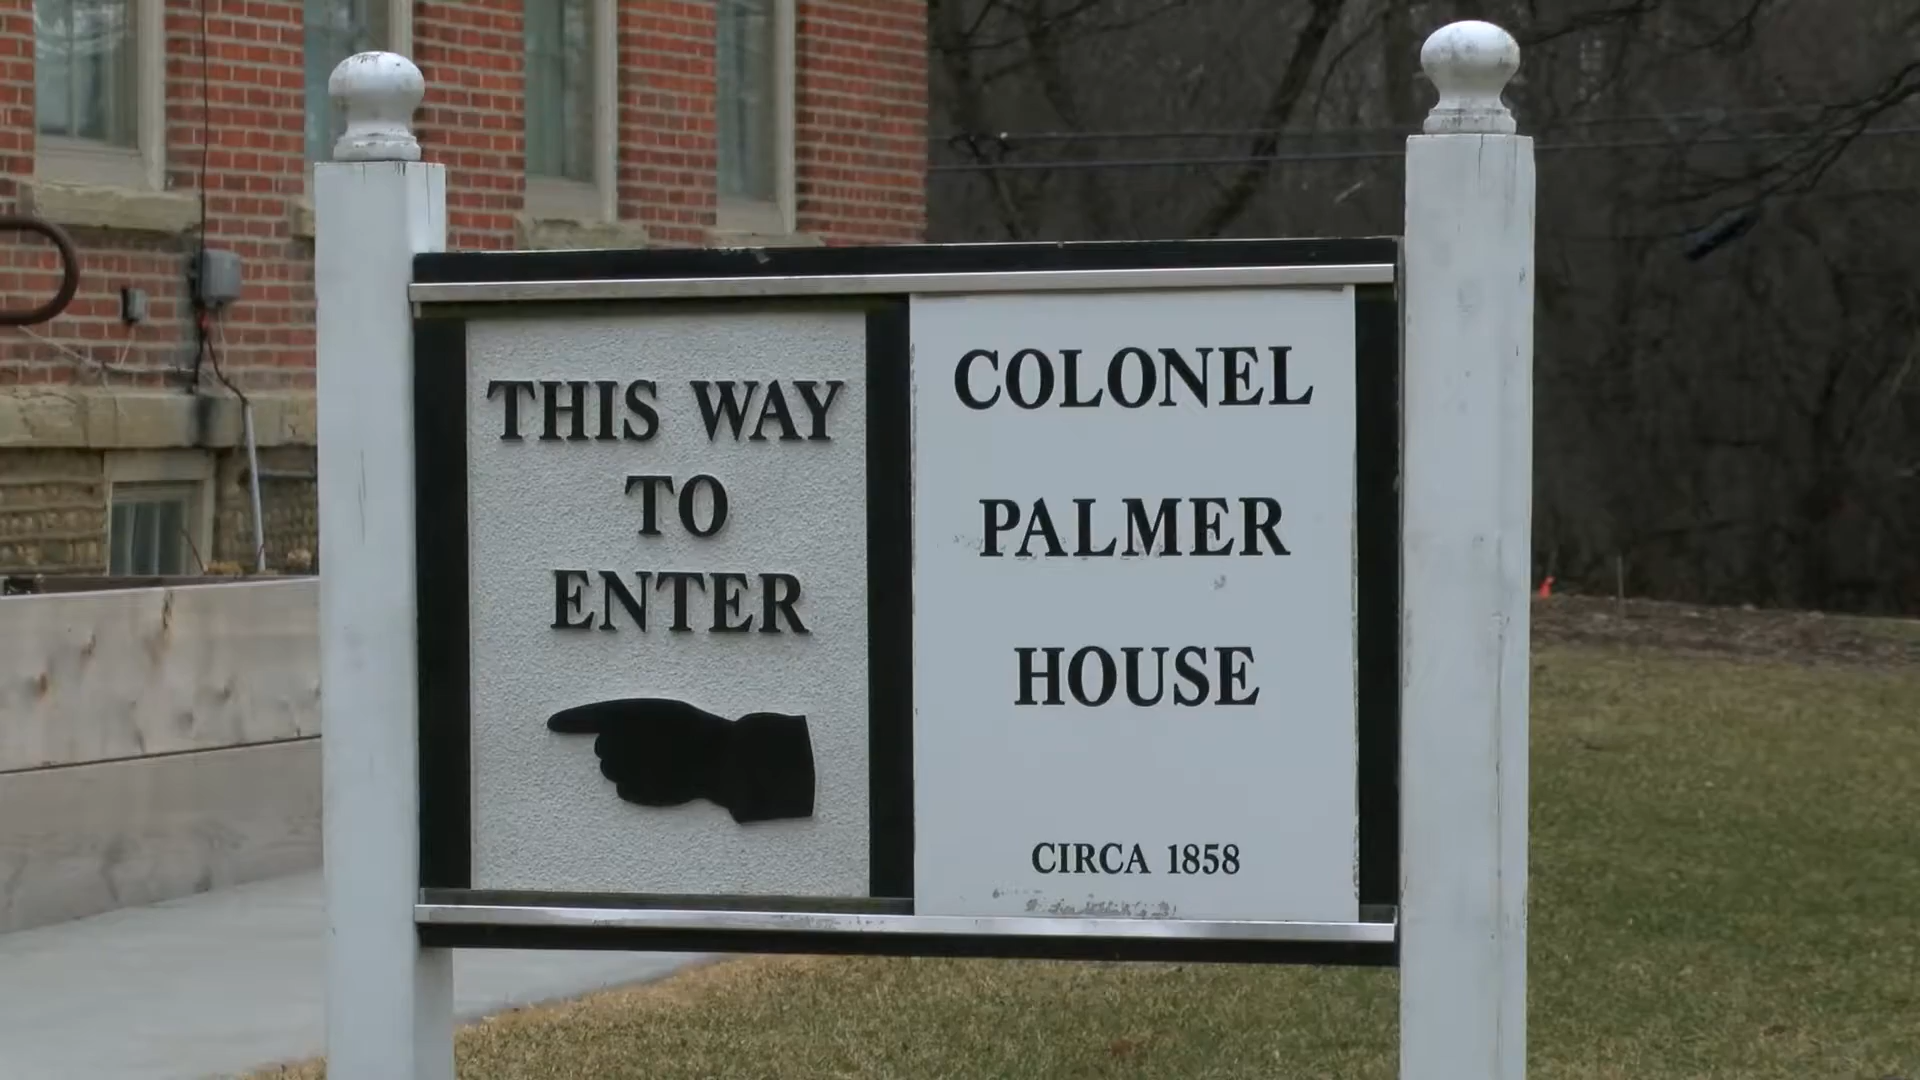 THIS WAY
TO
ENTER
COLONEL
PALMER
HOUSE
CIRCA 1858